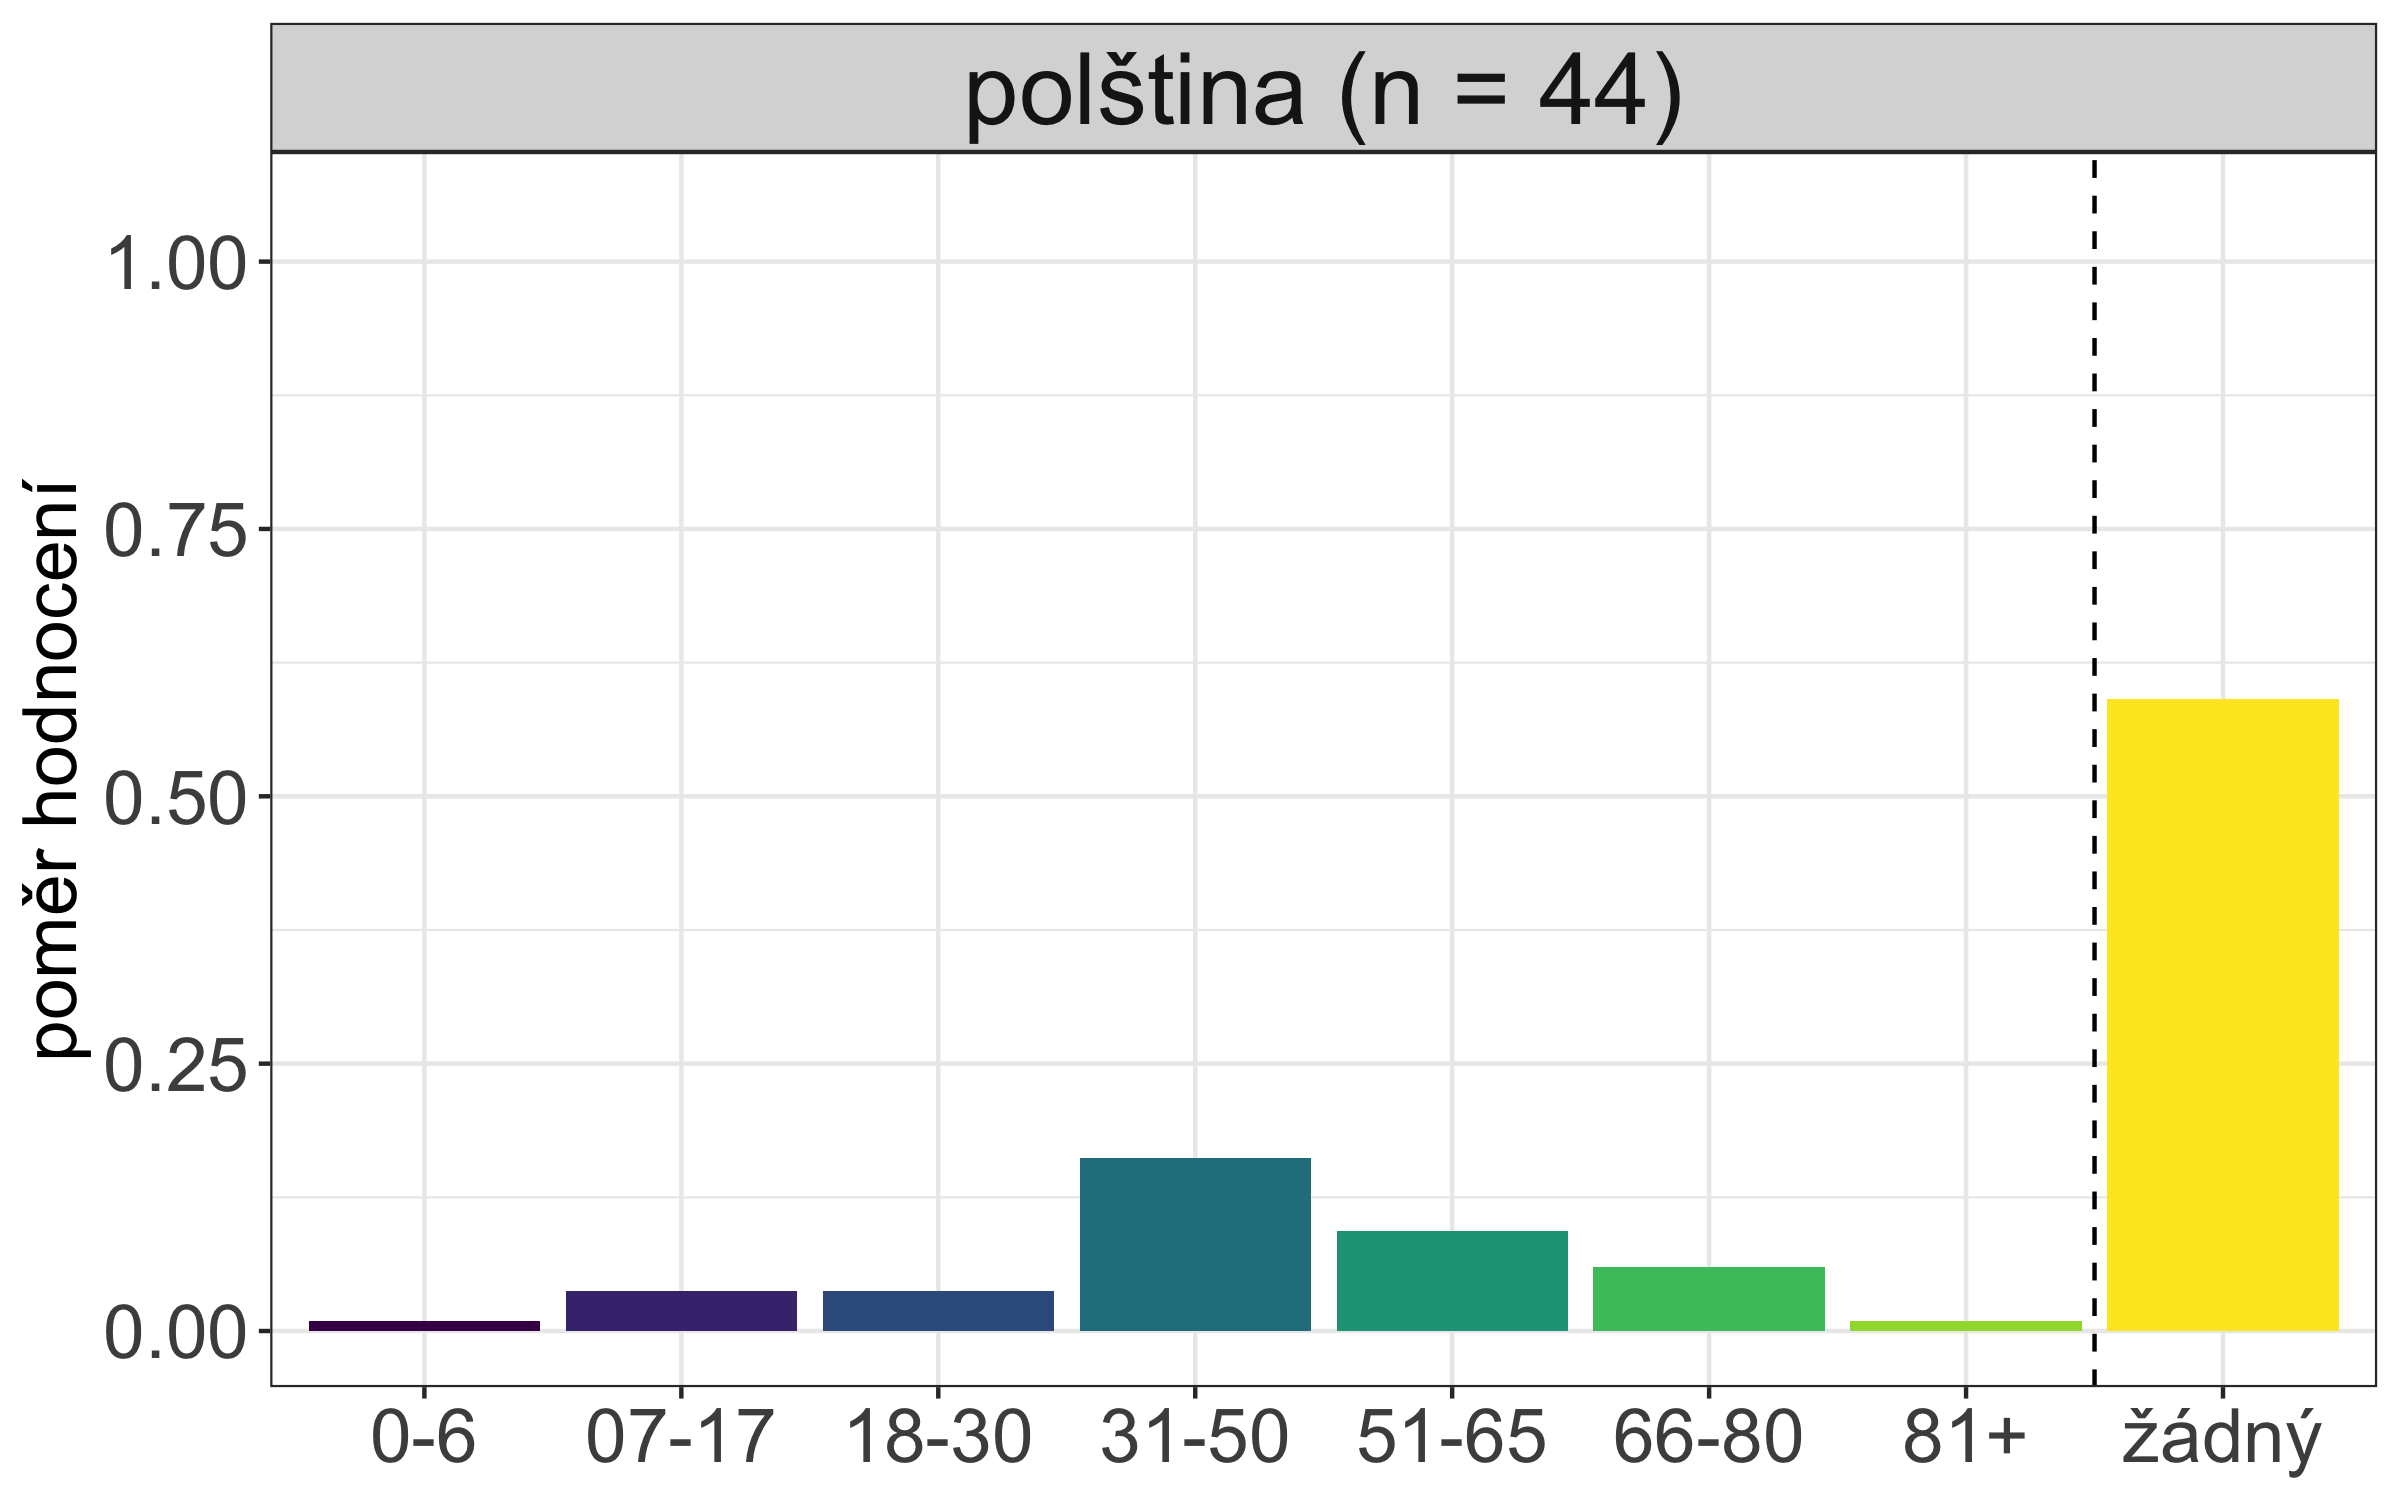 polština (n = 44)
poměr hodnocení
1.00
0.75
0.50
0.25
0.00
0-6 07-17 18-30 31-50 51-65 66-80 81+ žádný